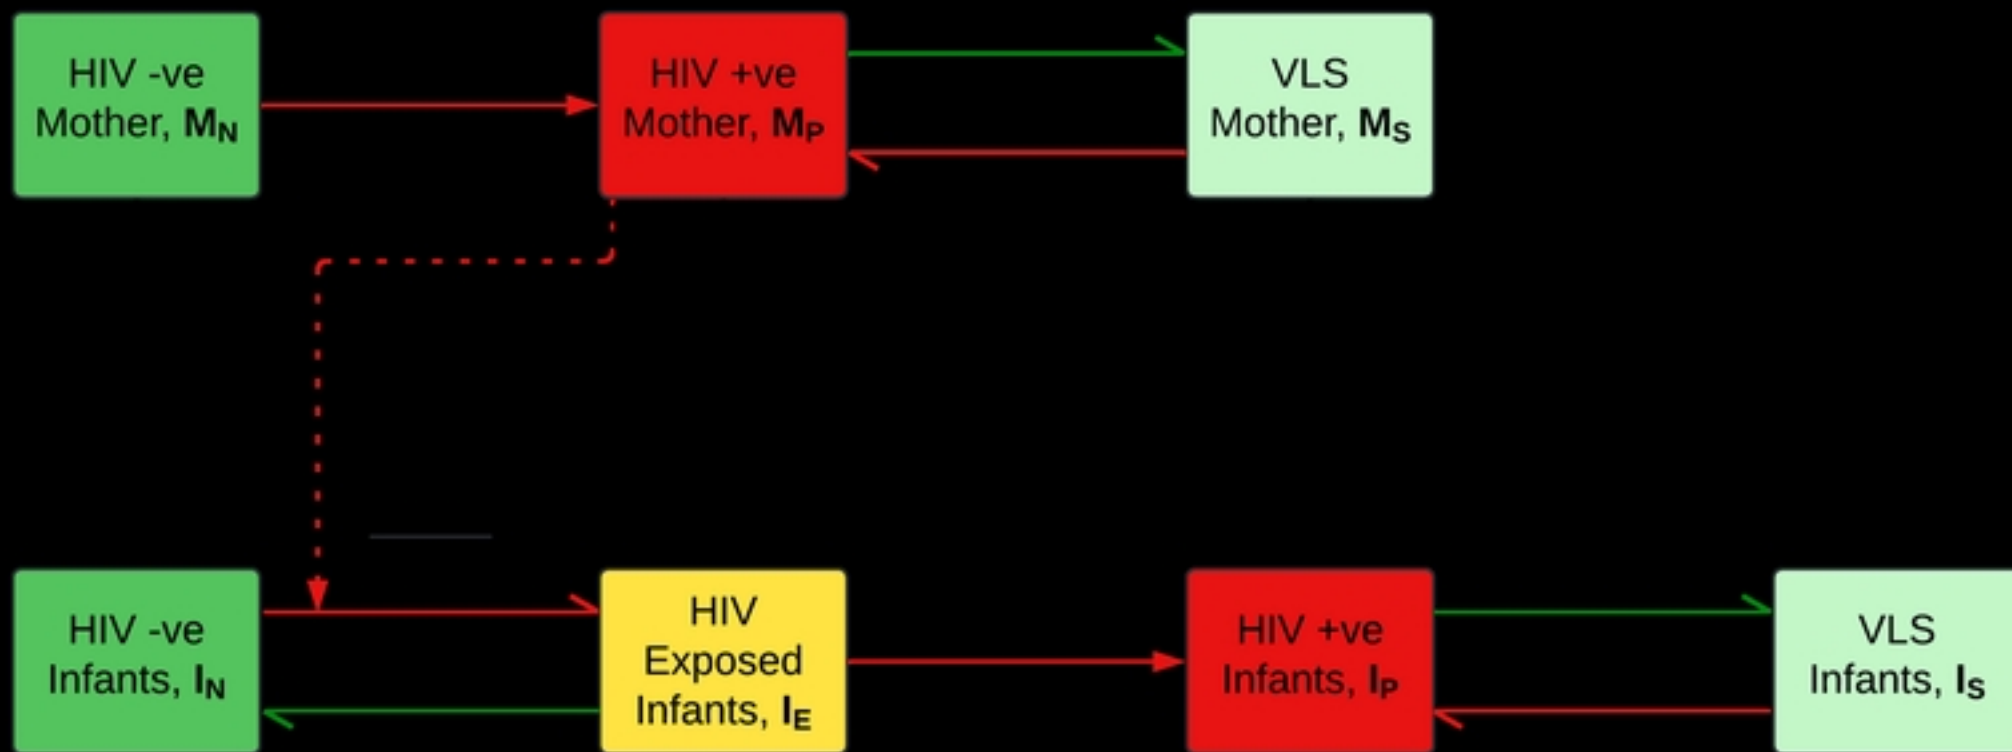 HIV -ve
Mother, MN
HIV +ve
Mother, MP
VLS
Mother, MS
HIV -ve
Infants, IN
HIV
Exposed
Infants, IE
HIV +ve
Infants, IP
VLS
Infants, IS